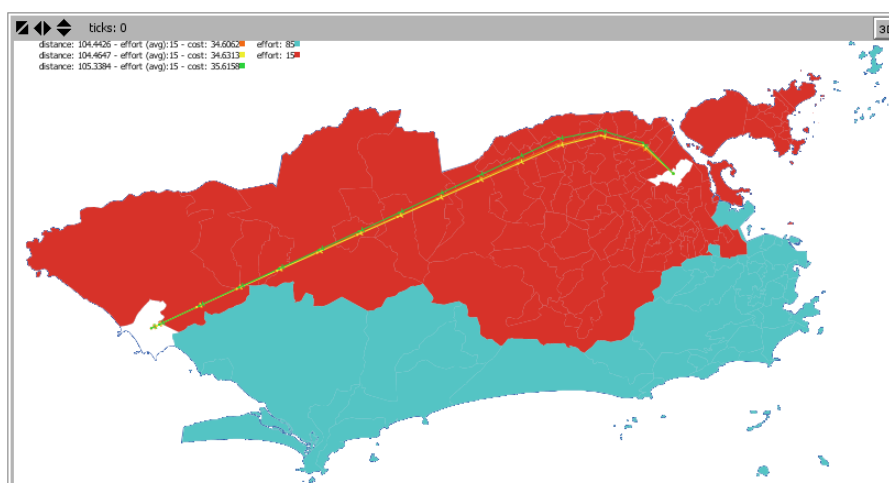 ticks: 0
3D
distance: 104.4426 - effort (avg):15 - cost: 34.6062 effort: 85
distance: 104.4647 - effort (avg):15 - cost: 34.6313 effort: 15
distance: 105.3384 - effort (avg):15 - cost: 35.6158